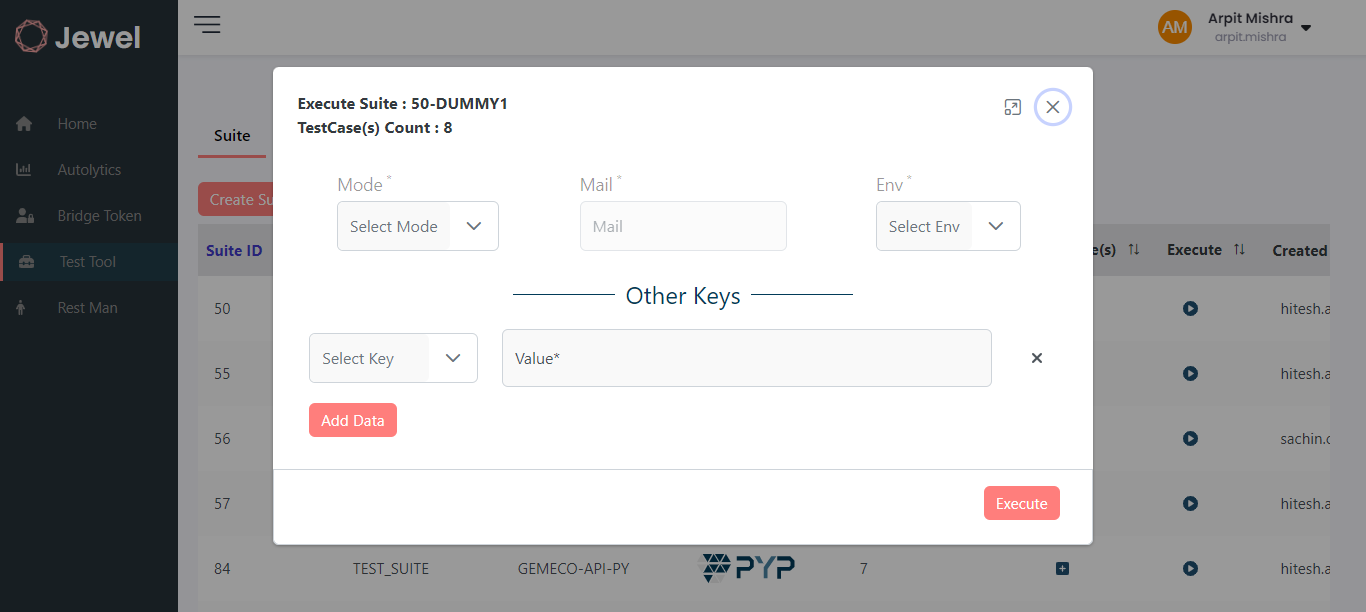 Jewel
AM
Arpit Mishra
arpit.mishra
Home
Autolytics
Bridge Token
Test Tool
Rest Man
Suite
Create Su
Execute Suite : 50-DUMMY1
TestCase(s) Count : 8
Mode *
Mail *
Env *
Select Mode
Mail
Select Env
Other Keys
Select Key
Value*
Add Data
Execute
Suite ID
e(s)
Execute
Created
50
hitesh.a
55
hitesh.a
56
sachin.c
57
hitesh.a
84
TEST_SUITE
GEMECO-API-PY
PYP
7
hitesh.a